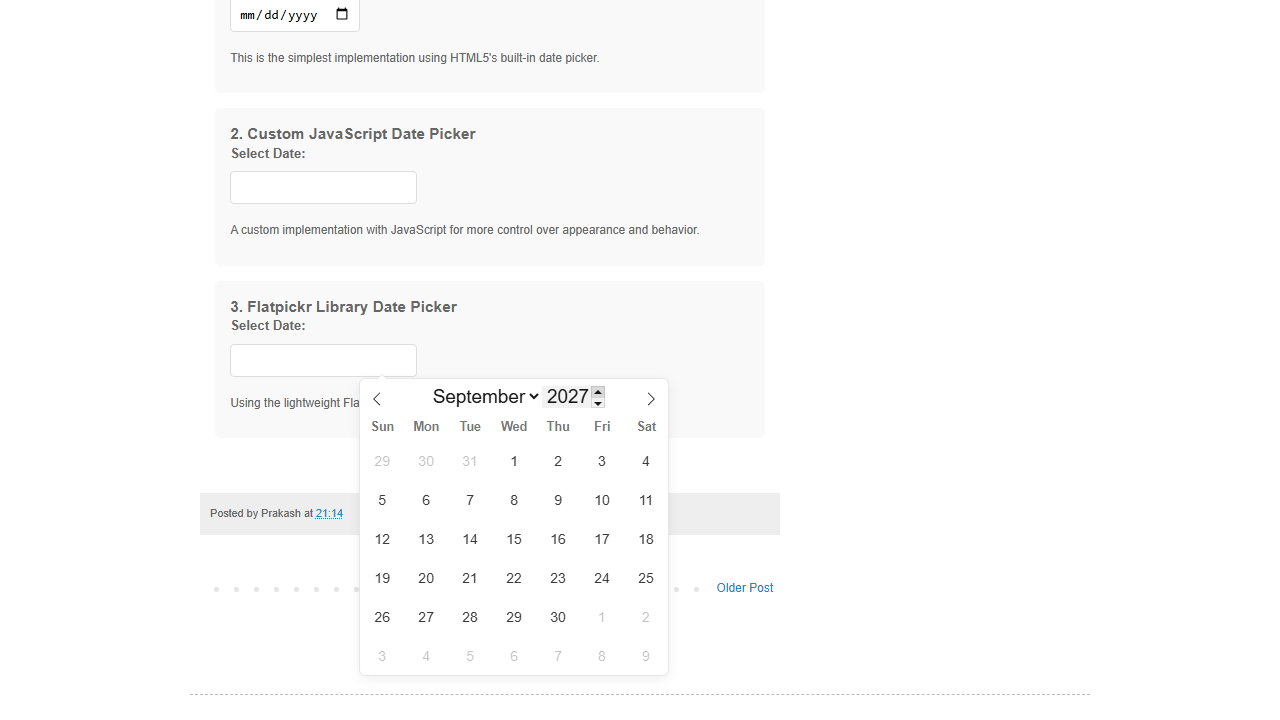 mm/dd/yyyy
This is the simplest implementation using HTML5's built-in date picker.
2. Custom JavaScript Date Picker
Select Date:
A custom implementation with JavaScript for more control over appearance and behavior.
3. Flatpickr Library Date Picker
Select Date:
Using the lightweight Fla
September 2027
Sun Mon Tue Wed Thu Fri Sat
29 30 31 1 2 3 4
5 6 7 8 9 10 11
12 13 14 15 16 17 18
19 20 21 22 23 24 25
26 27 28 29 30 1 2
3 4 5 6 7 8 9
Posted by Prakash at 21:14
Older Post